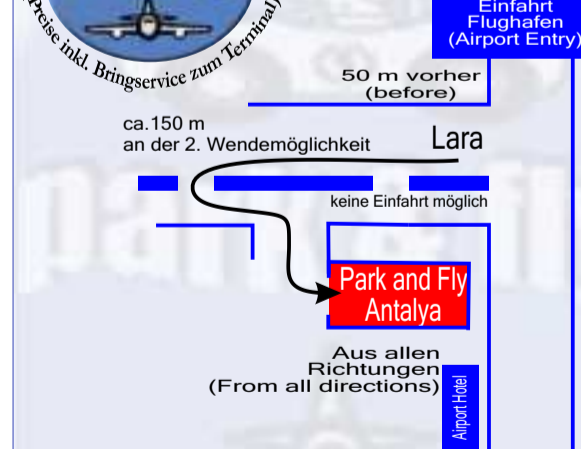 (Preise inkl. Bringservice zum Terminal)
Einfahrt
Flughafen
(Airport Entry)
50 m vorher
(before)
ca.150 m
an der 2. Wendemöglichkeit
Lara
keine Einfahrt möglich
Park and Fly
Antalya
Aus allen
Richtungen
(From all directions)
Airport Hotel